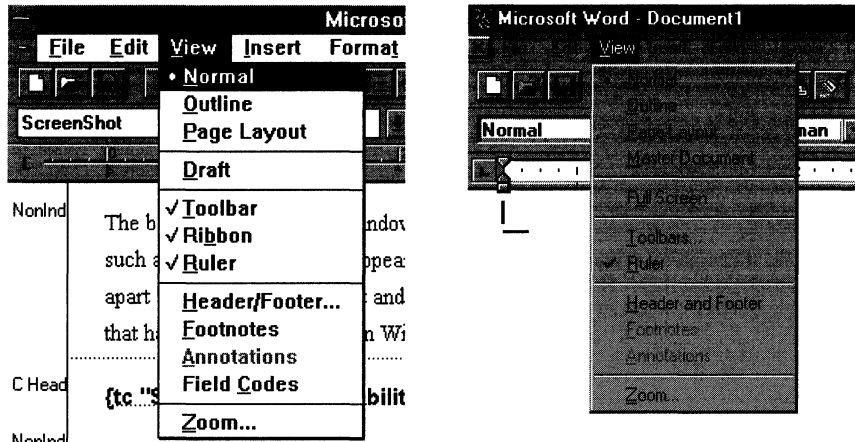 Microso
File Edit View Insert Format
• Normal
Outline
Page Layout
Draft
✓ Toolbar
✓ Ribbon
✓ Ruler
Header/Footer...
Footnotes
Annotations
Field Codes
Zoom...
ScreenShot
NonInd
The b
ndov
such a
pear
apart
and
that ha
n Wi
C Head
{tc "S
bilit
NonInd
Microsoft Word - Document1
View
Normal
Outline
Page Layout
Master Document
Full Screen
Toolbars...
✓ Ruler
Header and Footer
Footnotes
Annotations
Zoom...
Normal
man